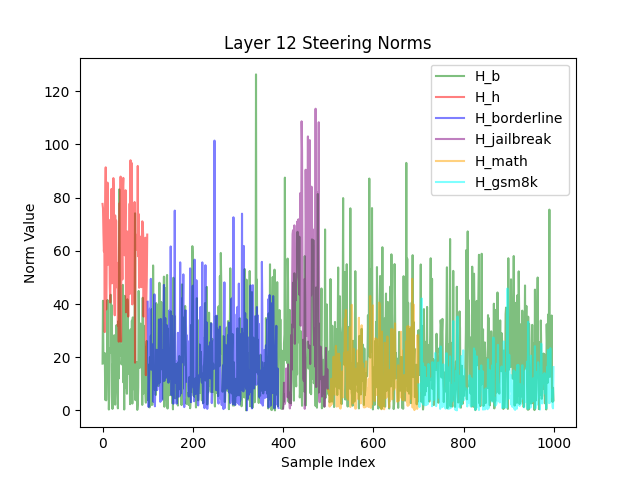 Layer 12 Steering Norms
H_b
H_h
H_borderline
H_jailbreak
H_math
H_gsm8k
Norm Value
120
100
80
60
40
20
0
0 200 400 600 800 1000
Sample Index